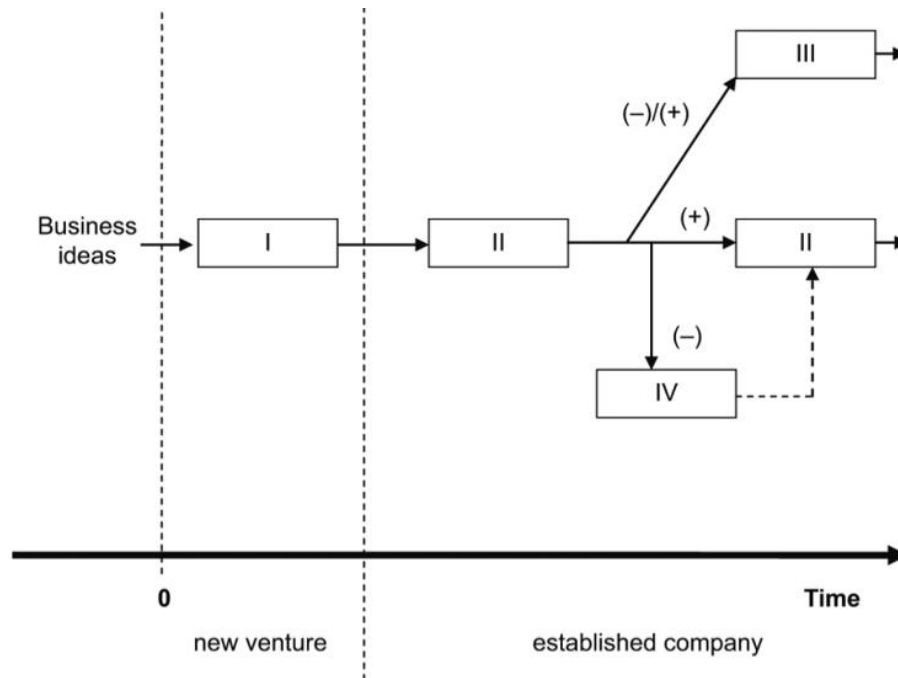 III
(–)/(+)
Business
ideas
I
II
(+)
II
(–)
IV
0
Time
new venture
established company